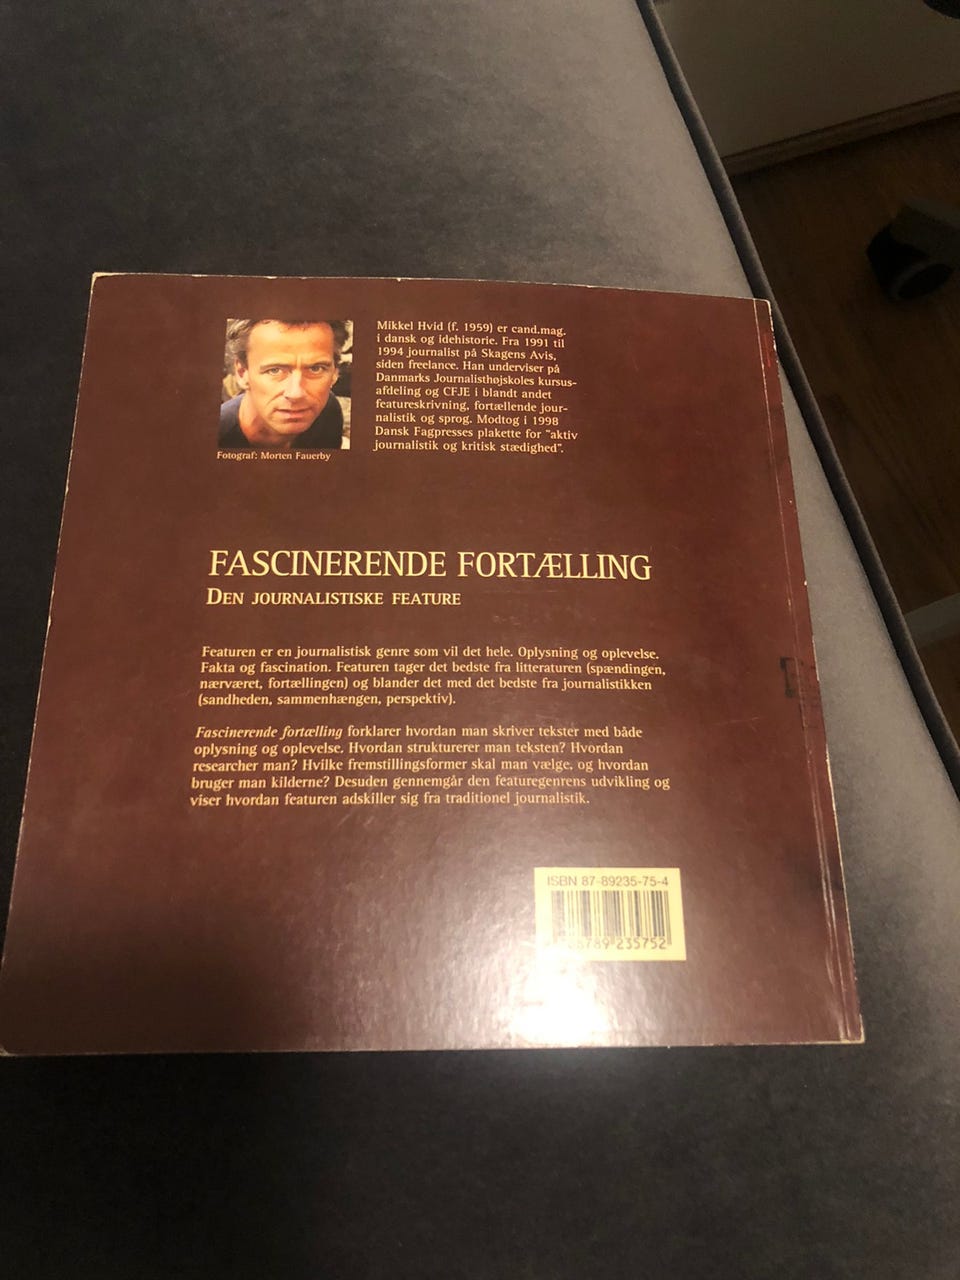 Mikkel Hvid (f. 1959) er cand.mag.
i dansk og idehistorie. Fra 1991 til
1994 journalist på Skagens Avis,
siden freelance. Han underviser på
Danmarks Journalisthøjskoles kursus-
afdeling og CFJE i blandt andet
featureskrivning, fortællende jour-
nalistik og sprog. Modtog i 1998
Dansk Fagpresses plakette for "aktiv
journalistik og kritisk stædighed".
Fotograf: Morten Fauerby
FASCINERENDE FORTÆLLING
DEN JOURNALISTISKE FEATURE
Featuren er en journalistisk genre som vil det hele. Oplysning og oplevelse.
Fakta og fascination. Featuren tager det bedste fra litteraturen (spændingen,
nærværet, fortællingen) og blander det med det bedste fra journalistikken
(sandheden, sammenhængen, perspektiv).
Fascinerende fortælling forklarer hvordan man skriver tekster med både
oplysning og oplevelse. Hvordan strukturerer man teksten? Hvordan
researcher man? Hvilke fremstillingsformer skal man vælge, og hvordan
bruger man kilderne? Desuden gennemgår den featuregenrens udvikling og
viser hvordan featuren adskiller sig fra traditionel journalistik.
ISBN 87-89235-75-4
235752